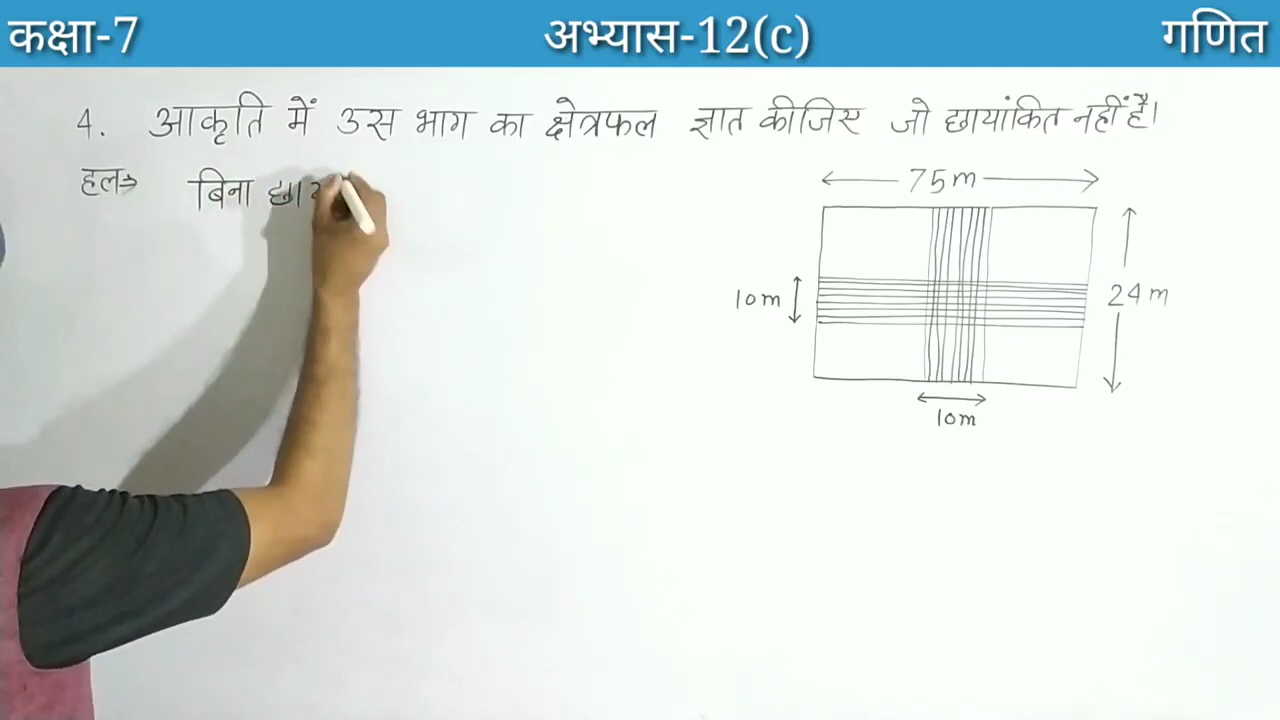 कक्षा-7 अभ्यास-12(c) गणित
4. आकृति में उस भाग का क्षेत्रफल ज्ञात कीजिए जो छायांकित नहीं है।
हल⇒ बिना
75m
10m
24m
10m